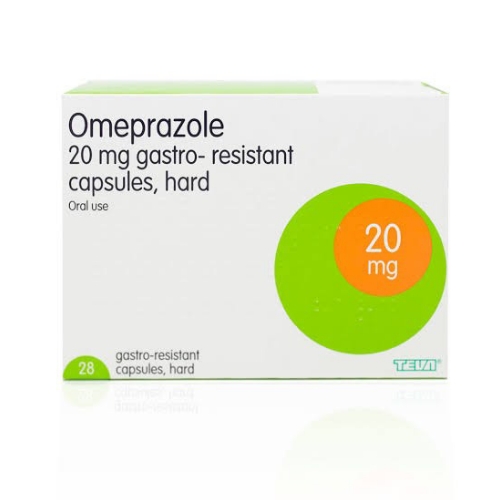 Omeprazole
20 mg gastro- resistant
capsules, hard
Oral use
20
mg
28
gastro-resistant
capsules, hard
TEVA®